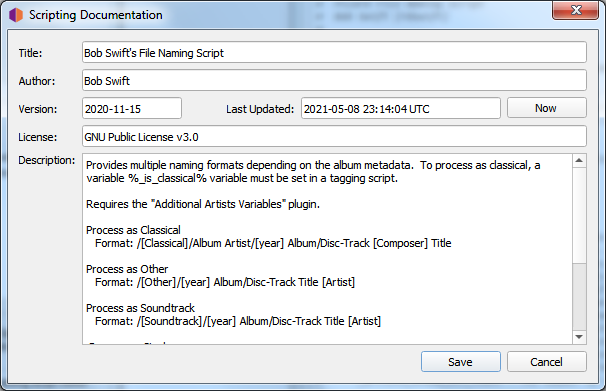 Scripting Documentation
Title: Bob Swift's File Naming Script
Author: Bob Swift
Version: 2020-11-15 Last Updated: 2021-05-08 23:14:04 UTC Now
License: GNU Public License v3.0
Description: Provides multiple naming formats depending on the album metadata.  To process as classical, a
variable %_is_classical% variable must be set in a tagging script.
Requires the "Additional Artists Variables" plugin.
Process as Classical
Format: /[Classical]/Album Artist/[year] Album/Disc-Track [Composer] Title
Process as Other
Format: /[Other]/[year] Album/Disc-Track Title [Artist]
Process as Soundtrack
Format: /[Soundtrack]/[year] Album/Disc-Track Title [Artist]
Save Cancel